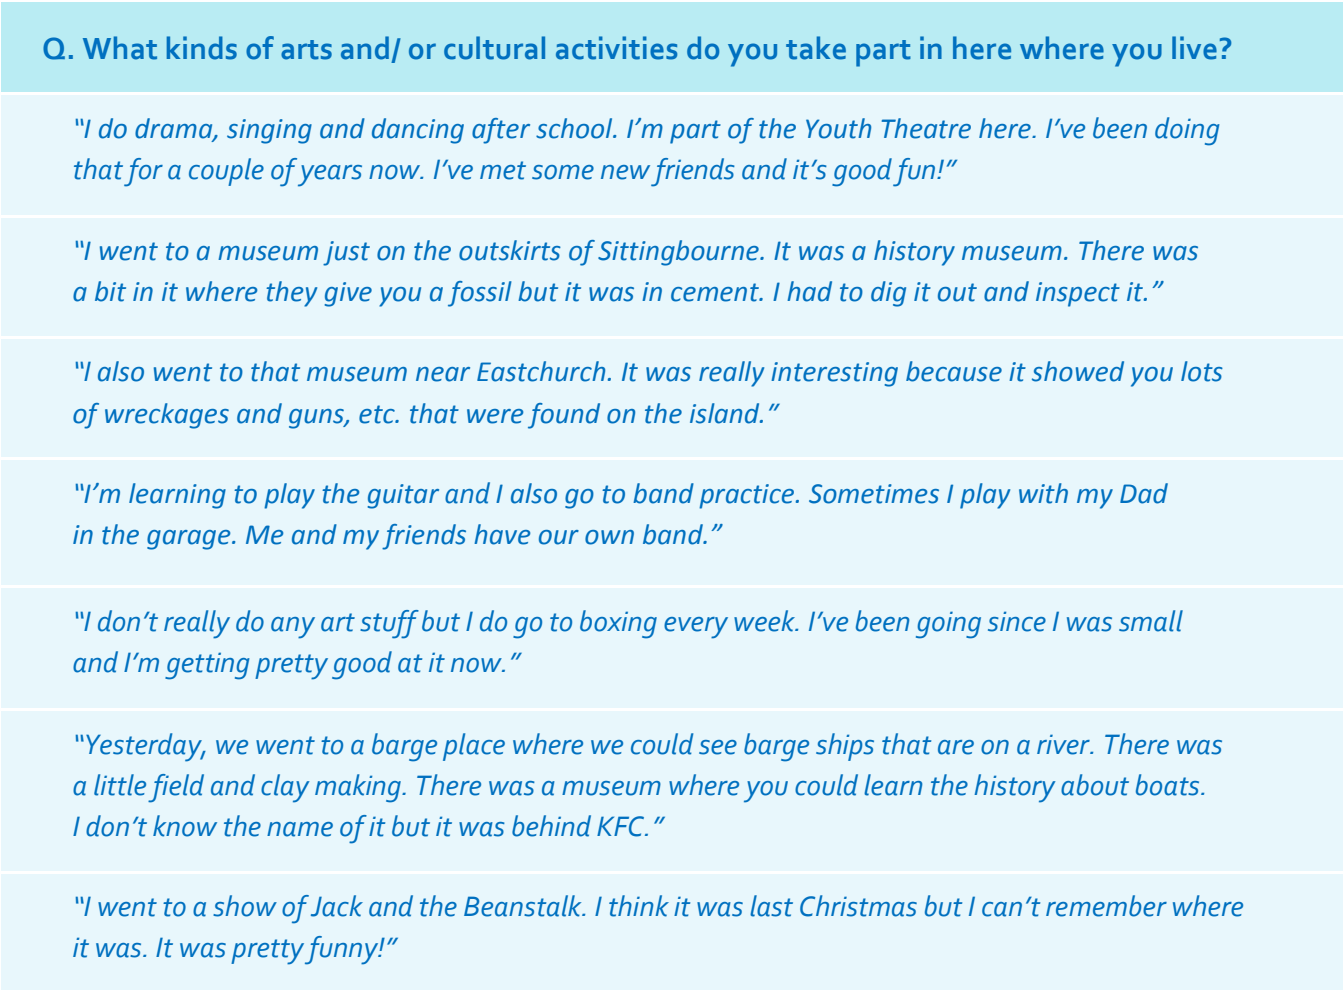 Q. What kinds of arts and/ or cultural activities do you take part in here where you live?
“I do drama, singing and dancing after school. I’m part of the Youth Theatre here. I’ve been doing
that for a couple of years now. I’ve met some new friends and it’s good fun!”
“I went to a museum just on the outskirts of Sittingbourne. It was a history museum. There was
a bit in it where they give you a fossil but it was in cement. I had to dig it out and inspect it.”
“I also went to that museum near Eastchurch. It was really interesting because it showed you lots
of wreckages and guns, etc. that were found on the island.”
“I’m learning to play the guitar and I also go to band practice. Sometimes I play with my Dad
in the garage. Me and my friends have our own band.”
“I don’t really do any art stuff but I do go to boxing every week. I’ve been going since I was small
and I’m getting pretty good at it now.”
“Yesterday, we went to a barge place where we could see barge ships that are on a river. There was
a little field and clay making. There was a museum where you could learn the history about boats.
I don’t know the name of it but it was behind KFC.”
“I went to a show of Jack and the Beanstalk. I think it was last Christmas but I can’t remember where
it was. It was pretty funny!”